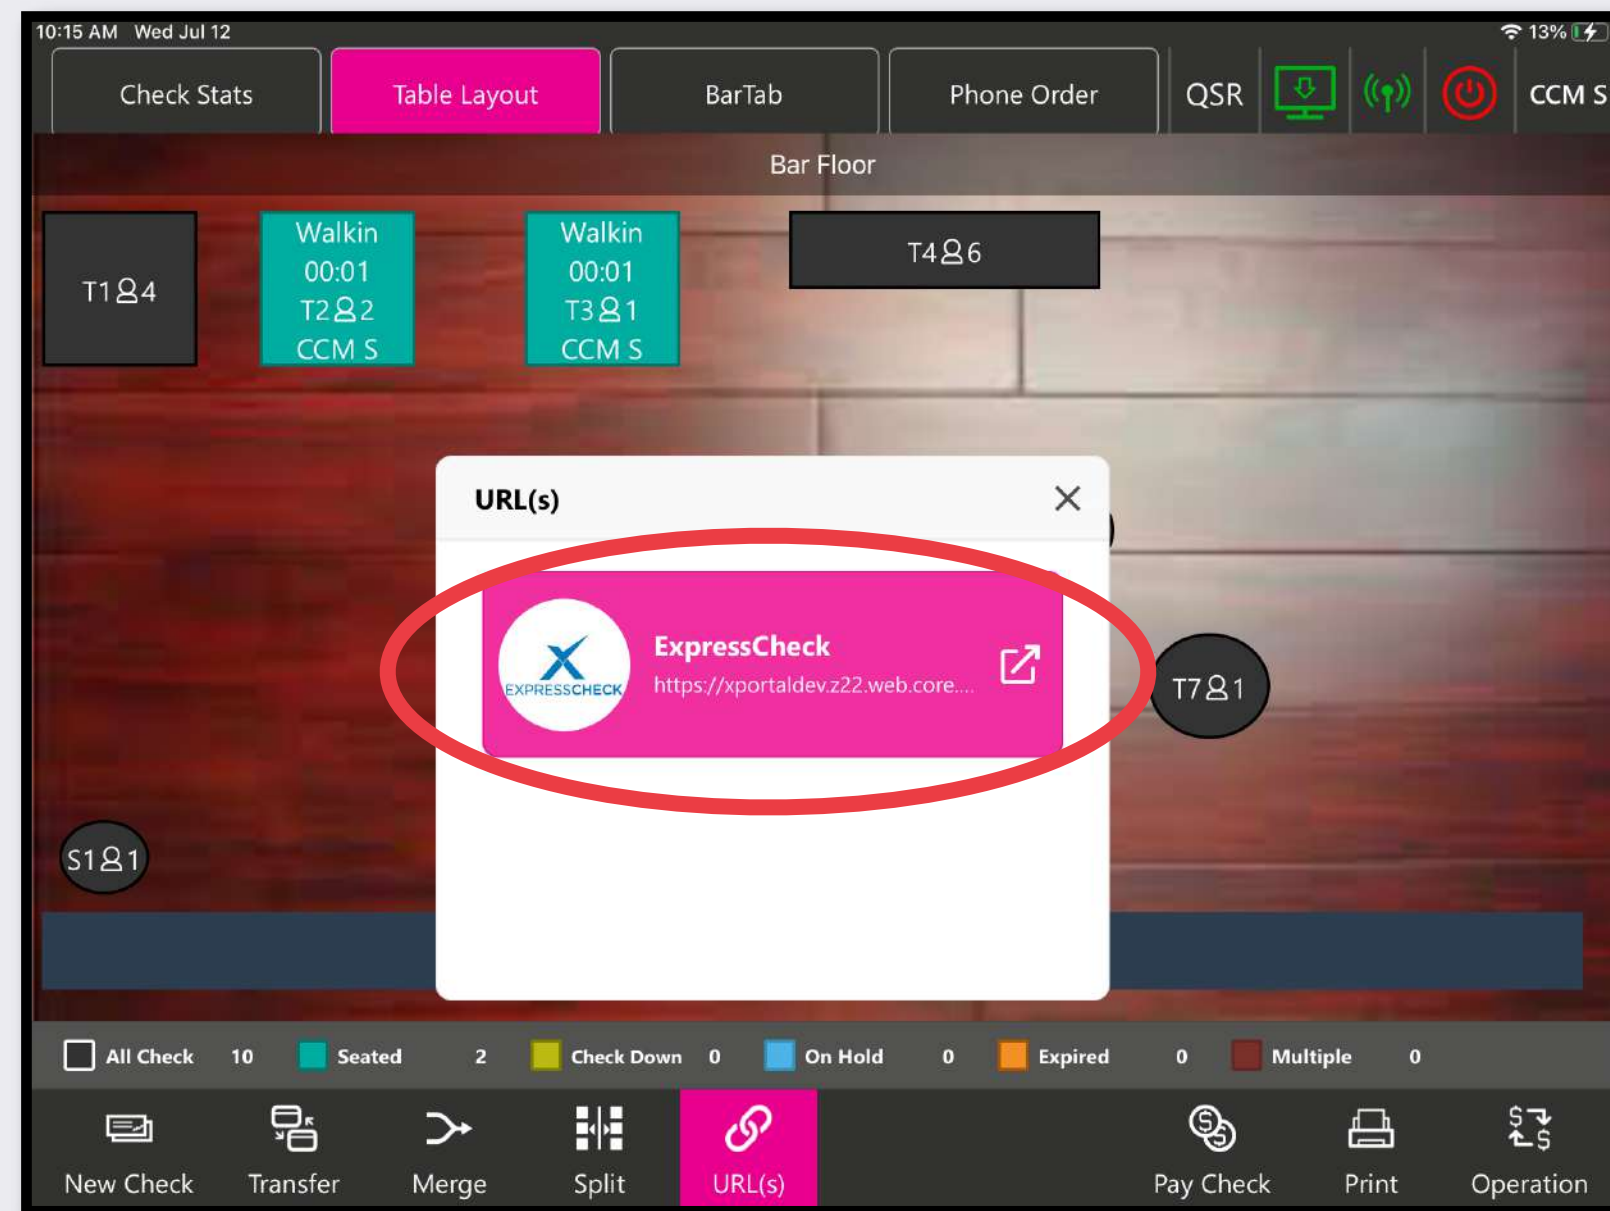 10:15 AM Wed Jul 12
13%
Check Stats
Table Layout
BarTab
Phone Order
QSR
CCM S
Bar Floor
T1 4
Walkin
00:01
T2 2
CCM S
Walkin
00:01
T3 1
CCM S
T4 6
URL(s)
EXPRESSCHECK
ExpressCheck
https://xportaldev.z22.web.core....
T7 1
S1 1
All Check 10 Seated 2 Check Down 0 On Hold 0 Expired 0 Multiple 0
New Check
Transfer
Merge
Split
URL(s)
Pay Check
Print
Operation